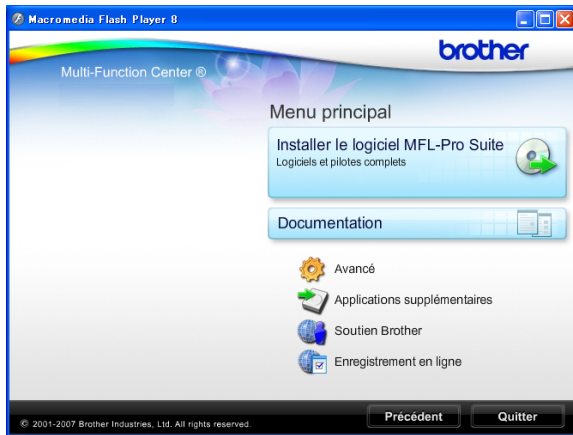 Macromedia Flash Player 8
brother
Multi-Function Center ®
Menu principal
Installer le logiciel MFL-Pro Suite
Logiciels et pilotes complets
Documentation
Avancé
Applications supplémentaires
Soutien Brother
Enregistrement en ligne
© 2001-2007 Brother Industries, Ltd. All rights reserved.
Précédent
Quitter